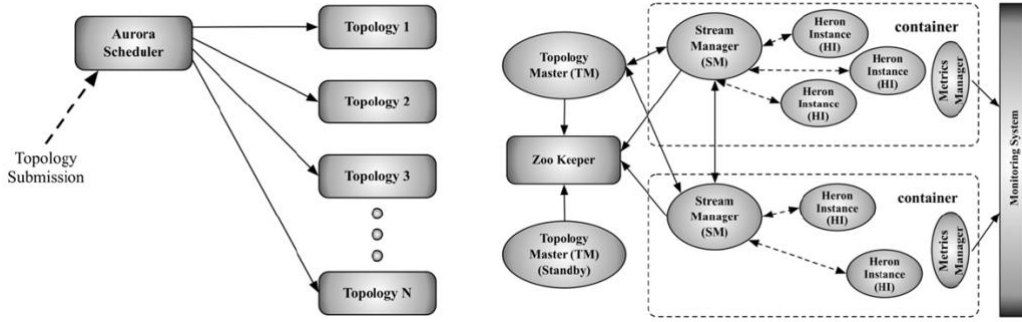 Aurora
Scheduler
Topology
Submission
Topology 1
Topology 2
Topology 3
Topology N
Topology
Master (TM)
Zoo Keeper
Topology
Master (TM)
(Standby)
Stream
Manager
(SM)
Heron
Instance
(HI)
Heron
Instance
(HI)
Heron
Instance
(HI)
container
Metrics
Manager
Stream
Manager
(SM)
Heron
Instance
(HI)
Heron
Instance
(HI)
container
Metrics
Manager
Monitoring System